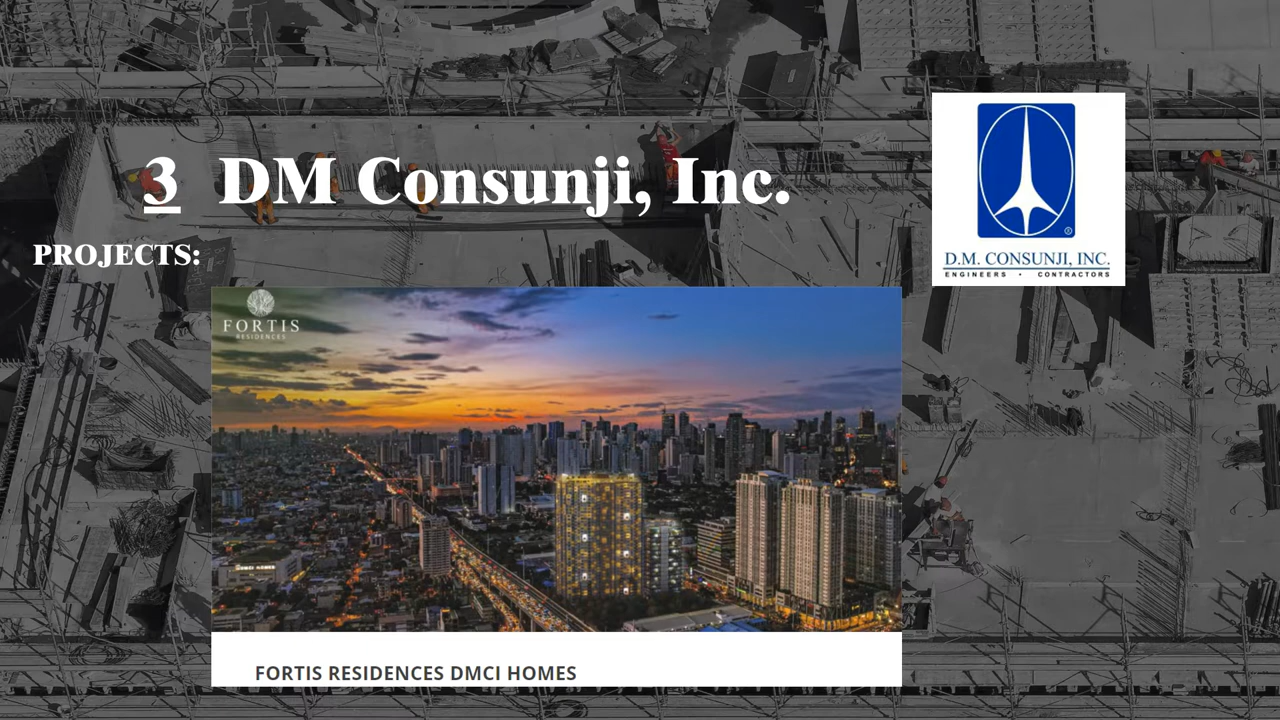 3 DM Consunji, Inc.
PROJECTS:
®
D.M. CONSUNJI, INC.
ENGINEERS • CONTRACTORS
FORTIS
RESIDENCES
FORTIS RESIDENCES DMCI HOMES